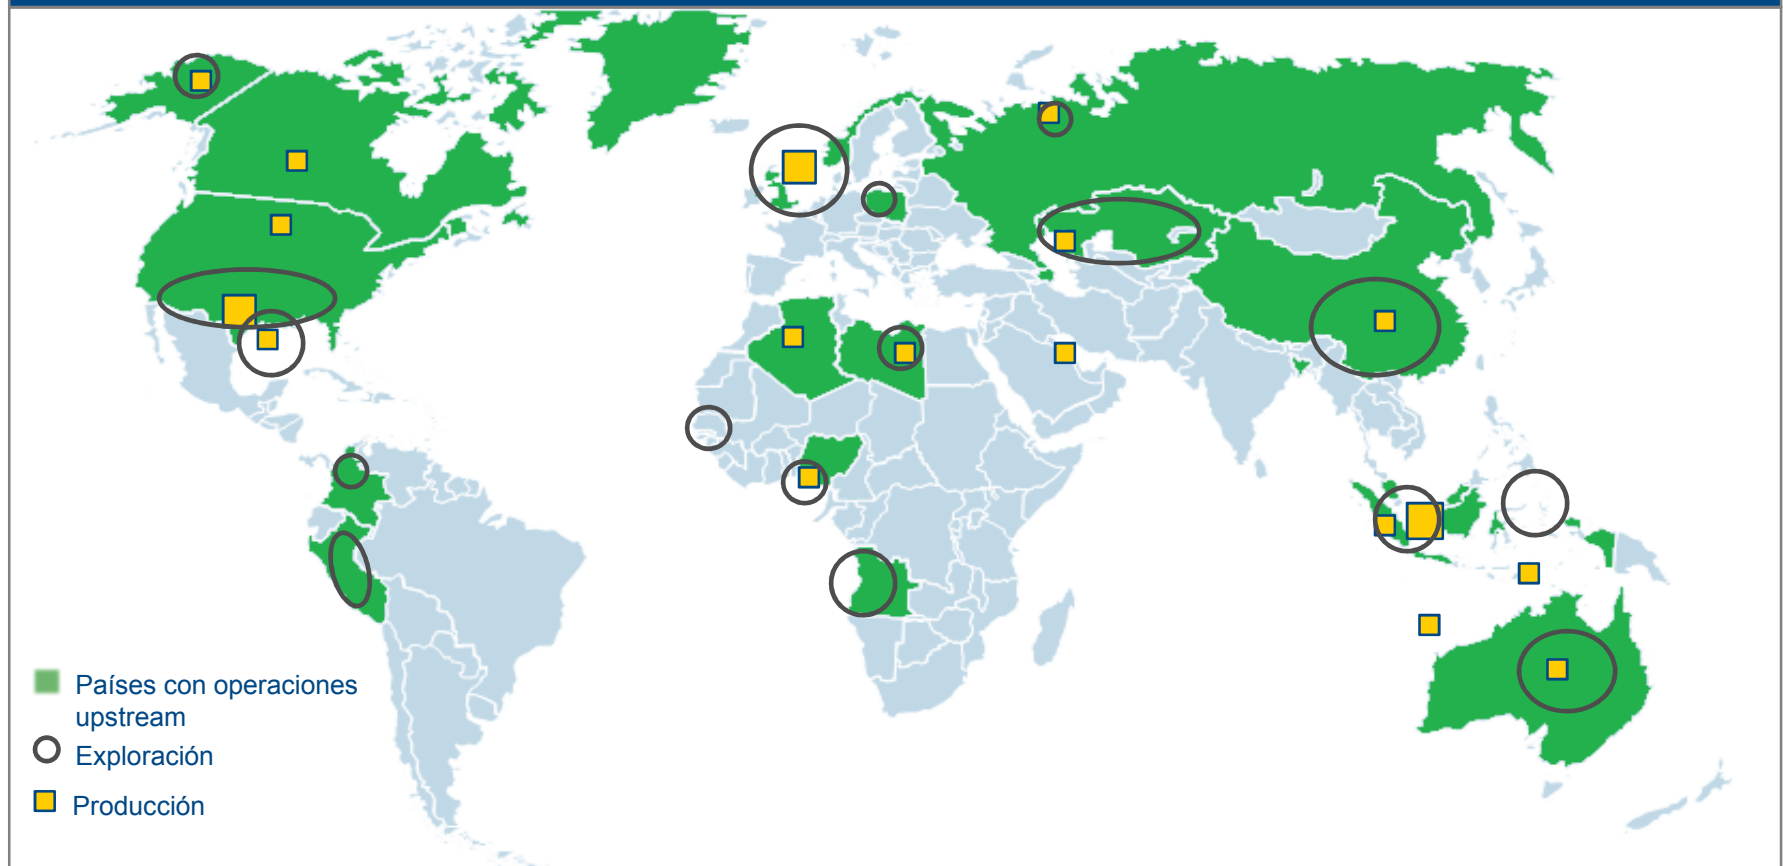 Países con operaciones
upstream
Exploración
Producción